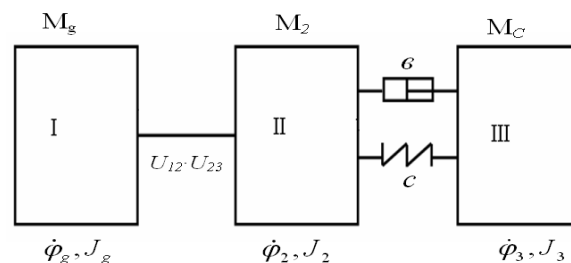 M_g M_2 M_C
в
I II III
U_12·U_23 c
φ̇_g, J_g φ̇_2, J_2 φ̇_3, J_3